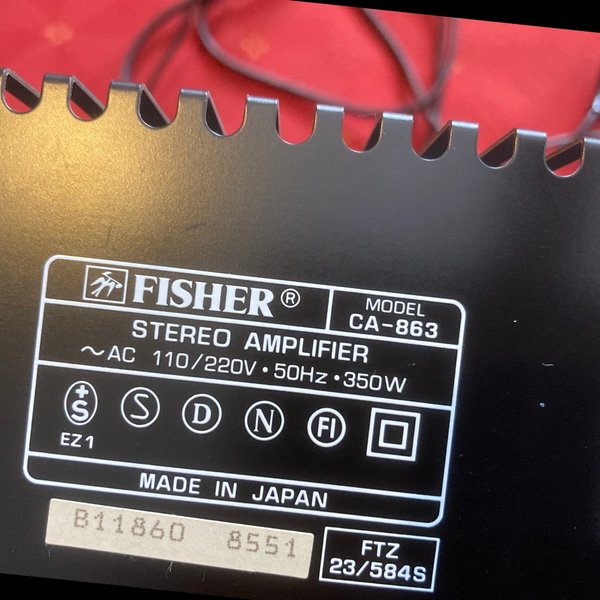 FISHER®
MODEL
CA-863
STEREO AMPLIFIER
~AC 110/220V·50Hz·350W
+S S D N FI
EZ1
MADE IN JAPAN
B11860 8551
FTZ
23/584S